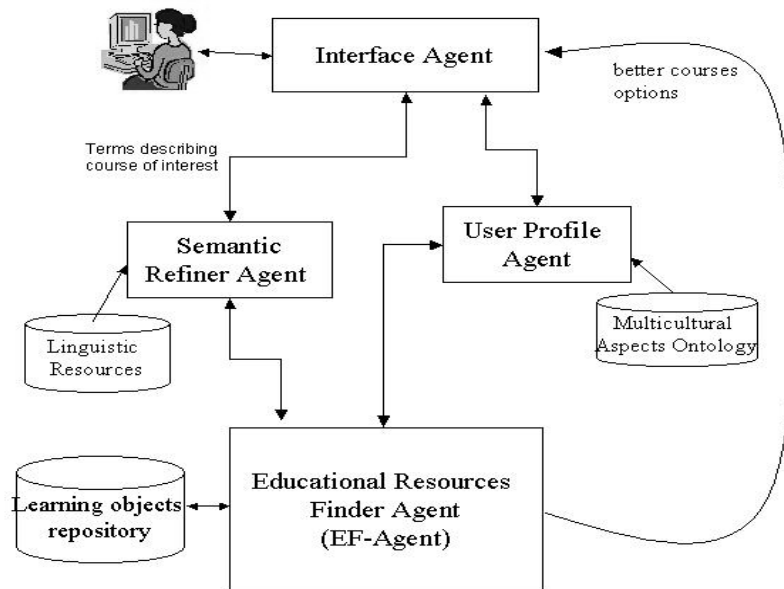 Interface Agent
better courses
options
Terms describing
course of interest
Semantic
Refiner Agent
User Profile
Agent
Linguistic
Resources
Multicultural
Aspects Ontology
Learning objects
repository
Educational Resources
Finder Agent
(EF-Agent)